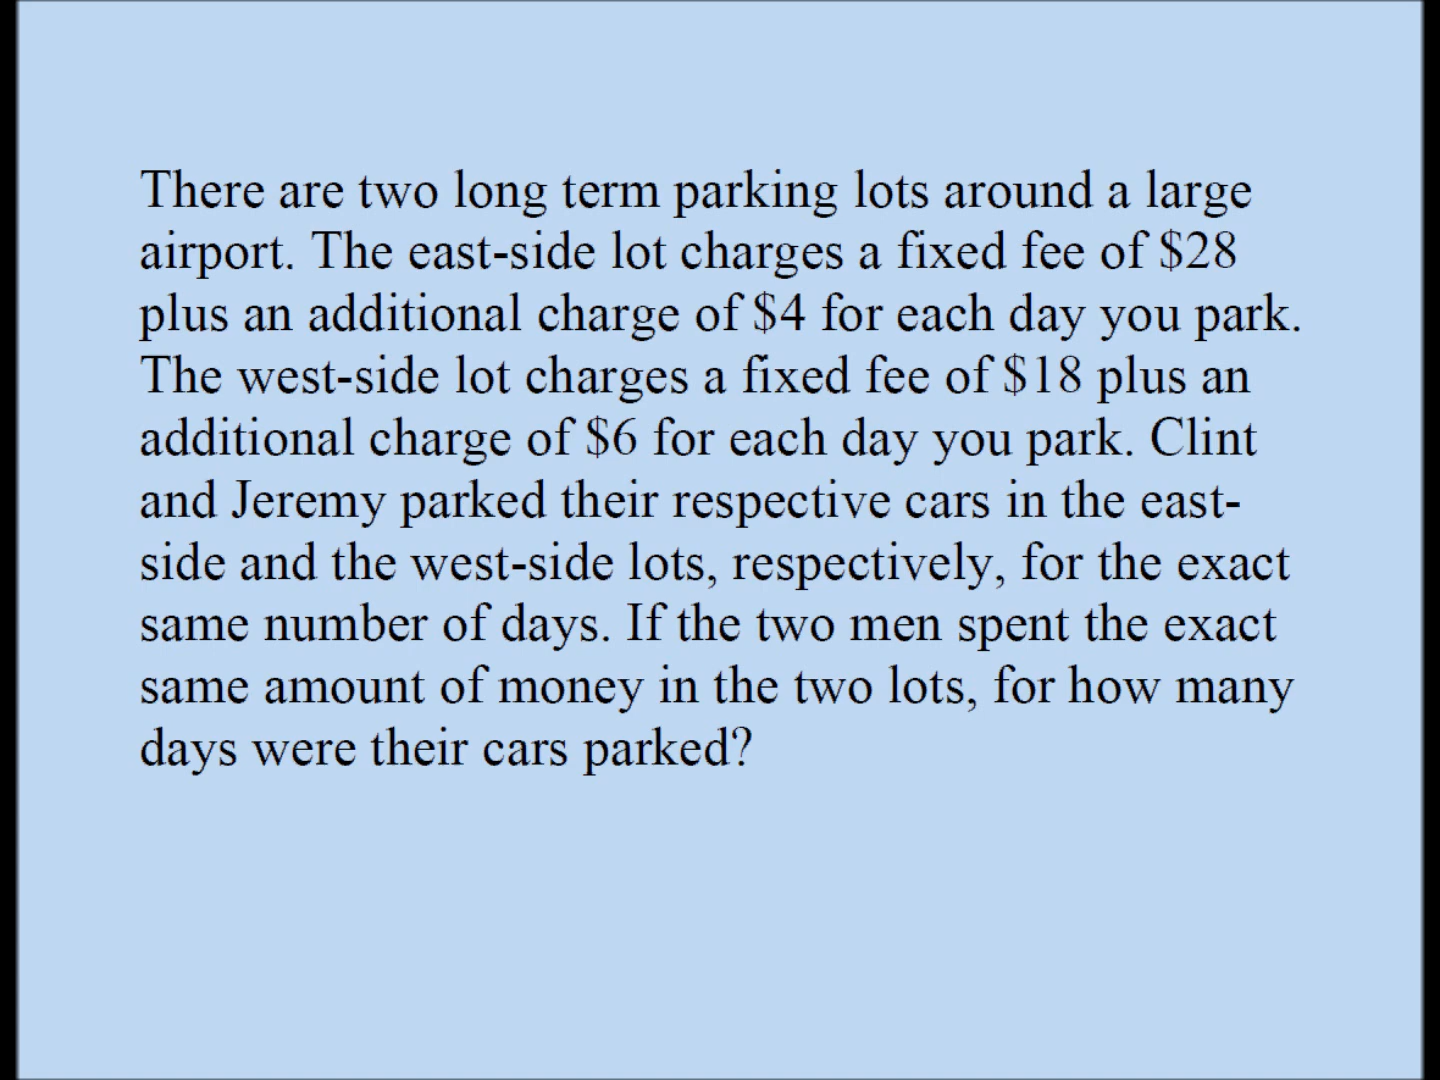 There are two long term parking lots around a large
airport. The east-side lot charges a fixed fee of $28
plus an additional charge of $4 for each day you park.
The west-side lot charges a fixed fee of $18 plus an
additional charge of $6 for each day you park. Clint
and Jeremy parked their respective cars in the east-
side and the west-side lots, respectively, for the exact
same number of days. If the two men spent the exact
same amount of money in the two lots, for how many
days were their cars parked?